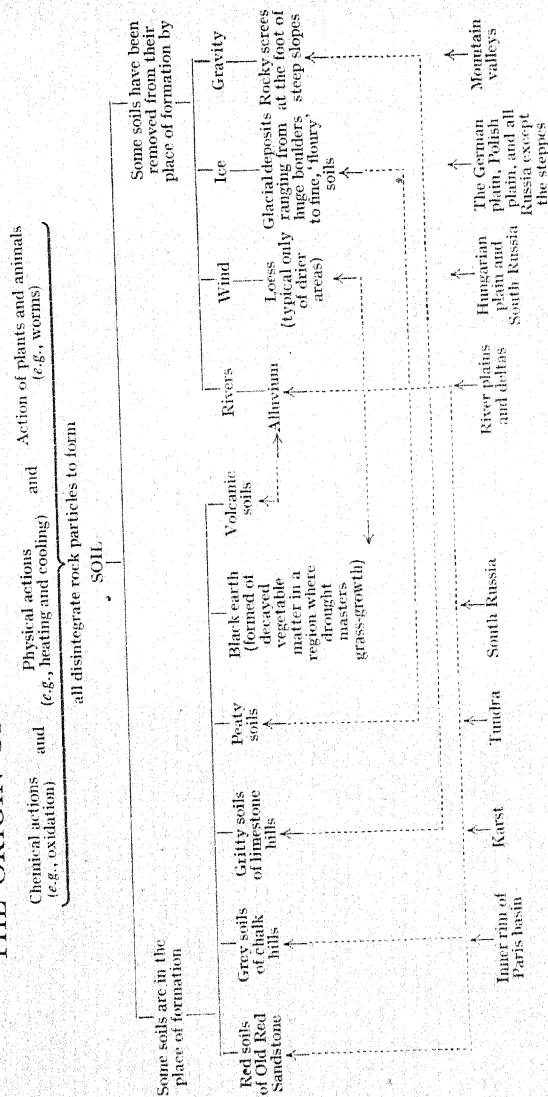 Chemical actions
(e.g., oxidation)
and
Physical actions
(e.g., heating and cooling)
and
Action of plants and animals
(e.g., worms)
all disintegrate rock particles to form
SOIL
Some soils are in the
place of formation
Some soils have been
removed from their
place of formation by
Red soils
of Old Red
Sandstone
Grey soils
of chalk
hills
Gritty soils
of limestone
hills
Peaty
soils
Black earth
(formed of
decayed
vegetable
matter in a
region where
drought
masters
grass-growth)
Volcanic
soils
Rivers
Alluvium
Wind
Loess
(typical only
of drier
areas)
Ice
Glacial deposits
ranging from
huge boulders
to fine, 'floury'
soils
Gravity
Rocky screes
at the foot of
steep slopes
Inner rim of
Paris basin
Karst
Tundra
South Russia
River plains
and deltas
Hungarian
plain and
South Russia
The German
plain, Polish
plain, and all
Russia except
the steppes
Mountain
valleys